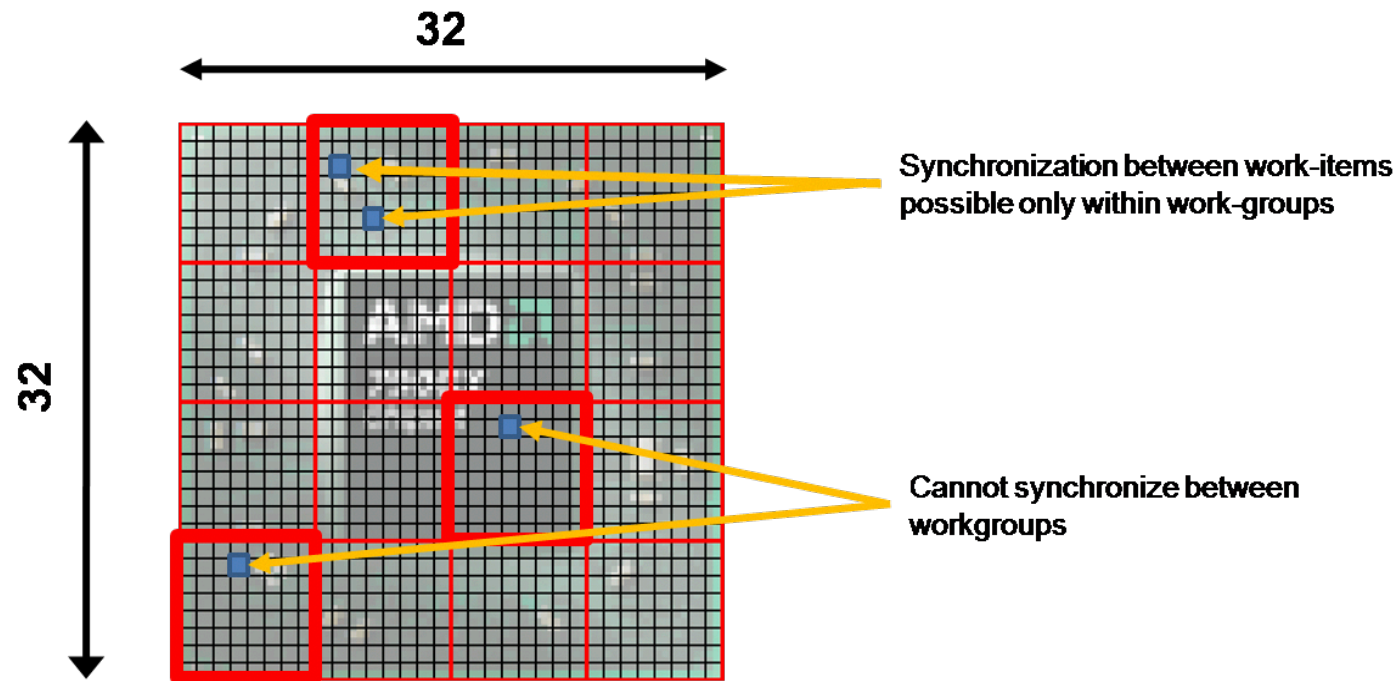 32
32
Synchronization between work-items
possible only within work-groups
AMD
Cannot synchronize between
workgroups